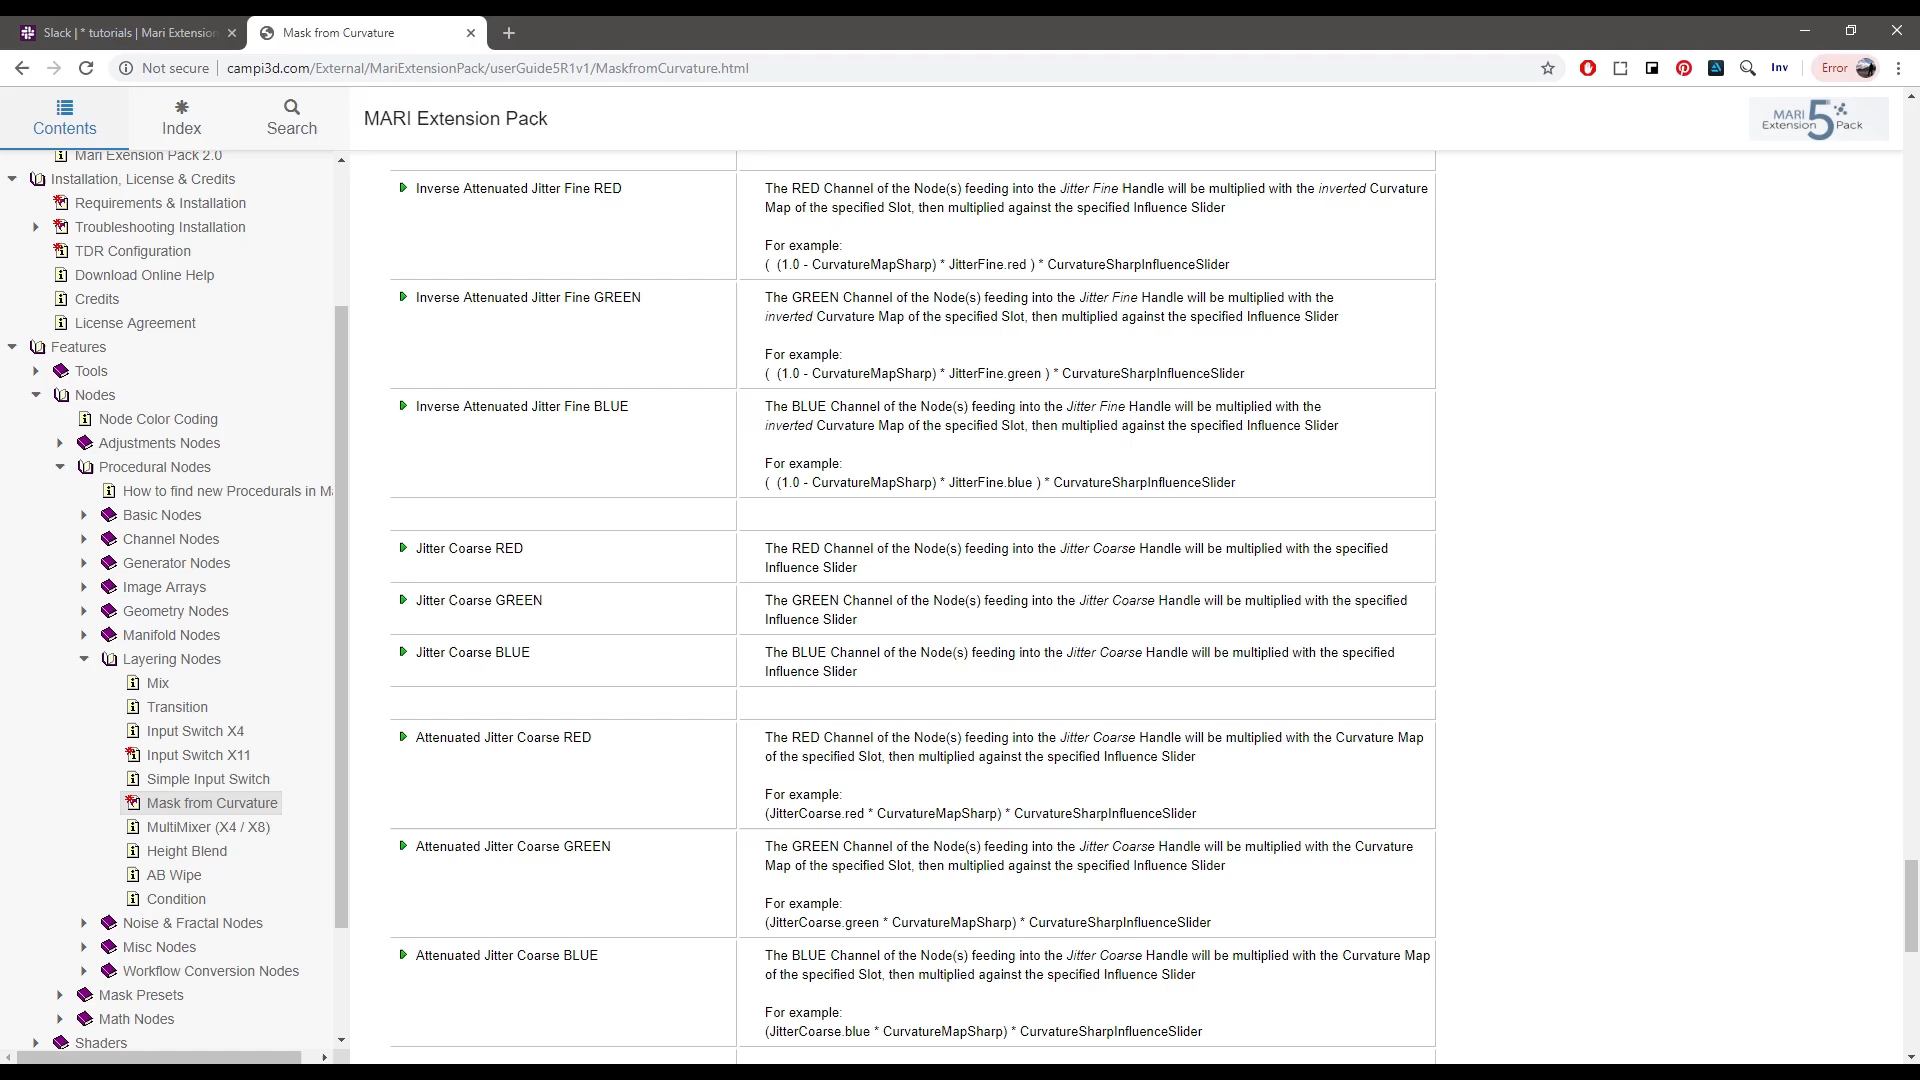 Slack | * tutorials | Mari Extension
Mask from Curvature
Not secure
campi3d.com/External/MariExtensionPack/userGuide5R1v1/MaskfromCurvature.html
Inv
Error
Contents
Index
Search
MARI Extension Pack
MARI 5
Extension Pack
Mari Exension Pack 2.0
Installation, License & Credits
Requirements & Installation
Troubleshooting Installation
TDR Configuration
Download Online Help
Credits
License Agreement
Features
Tools
Nodes
Node Color Coding
Adjustments Nodes
Procedural Nodes
How to find new Procedurals in M
Basic Nodes
Channel Nodes
Generator Nodes
Image Arrays
Geometry Nodes
Manifold Nodes
Layering Nodes
Mix
Transition
Input Switch X4
Input Switch X11
Simple Input Switch
Mask from Curvature
MultiMixer (X4 / X8)
Height Blend
AB Wipe
Condition
Noise & Fractal Nodes
Misc Nodes
Workflow Conversion Nodes
Mask Presets
Math Nodes
Shaders
Inverse Attenuated Jitter Fine RED
The RED Channel of the Node(s) feeding into the Jitter Fine Handle will be multiplied with the inverted Curvature
Map of the specified Slot, then multiplied against the specified Influence Slider
For example:
( (1.0 - CurvatureMapSharp) * JitterFine.red ) * CurvatureSharpInfluenceSlider
Inverse Attenuated Jitter Fine GREEN
The GREEN Channel of the Node(s) feeding into the Jitter Fine Handle will be multiplied with the
inverted Curvature Map of the specified Slot, then multiplied against the specified Influence Slider
For example:
( (1.0 - CurvatureMapSharp) * JitterFine.green ) * CurvatureSharpInfluenceSlider
Inverse Attenuated Jitter Fine BLUE
The BLUE Channel of the Node(s) feeding into the Jitter Fine Handle will be multiplied with the
inverted Curvature Map of the specified Slot, then multiplied against the specified Influence Slider
For example:
( (1.0 - CurvatureMapSharp) * JitterFine.blue ) * CurvatureSharpInfluenceSlider
Jitter Coarse RED
The RED Channel of the Node(s) feeding into the Jitter Coarse Handle will be multiplied with the specified
Influence Slider
Jitter Coarse GREEN
The GREEN Channel of the Node(s) feeding into the Jitter Coarse Handle will be multiplied with the specified
Influence Slider
Jitter Coarse BLUE
The BLUE Channel of the Node(s) feeding into the Jitter Coarse Handle will be multiplied with the specified
Influence Slider
Attenuated Jitter Coarse RED
The RED Channel of the Node(s) feeding into the Jitter Coarse Handle will be multiplied with the Curvature Map
of the specified Slot, then multiplied against the specified Influence Slider
For example:
(JitterCoarse.red * CurvatureMapSharp) * CurvatureSharpInfluenceSlider
Attenuated Jitter Coarse GREEN
The GREEN Channel of the Node(s) feeding into the Jitter Coarse Handle will be multiplied with the Curvature
Map of the specified Slot, then multiplied against the specified Influence Slider
For example:
(JitterCoarse.green * CurvatureMapSharp) * CurvatureSharpInfluenceSlider
Attenuated Jitter Coarse BLUE
The BLUE Channel of the Node(s) feeding into the Jitter Coarse Handle will be multiplied with the Curvature Map
of the specified Slot, then multiplied against the specified Influence Slider
For example:
(JitterCoarse.blue * CurvatureMapSharp) * CurvatureSharpInfluenceSlider